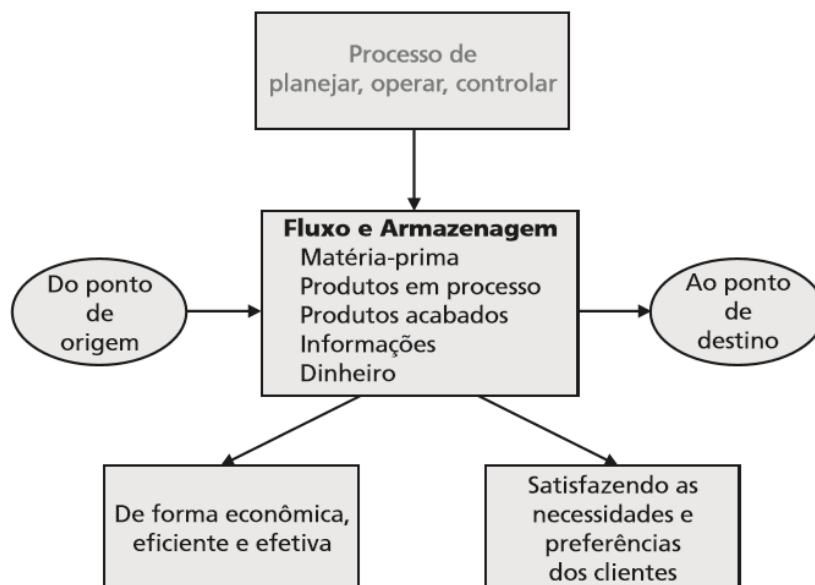 Processo de
planejar, operar, controlar
Fluxo e Armazenagem
Matéria-prima
Produtos em processo
Produtos acabados
Informações
Dinheiro
Do ponto
de
origem
Ao ponto
de
destino
De forma econômica,
eficiente e efetiva
Satisfazendo as
necessidades e
preferências
dos clientes